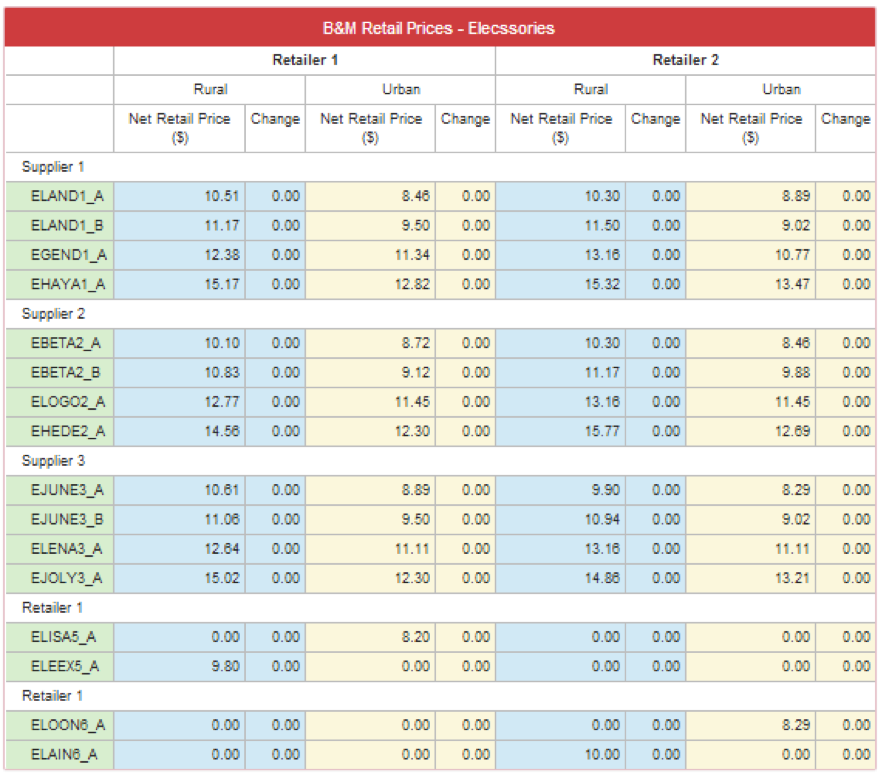 B&M Retail Prices - Elecssories
Retailer 1 Retailer 2
Rural Urban Rural Urban
Net Retail Price ($) Change Net Retail Price ($) Change Net Retail Price ($) Change Net Retail Price ($) Change
Supplier 1
ELAND1_A 10.51 0.00 8.46 0.00 10.30 0.00 8.89 0.00
ELAND1_B 11.17 0.00 9.50 0.00 11.50 0.00 9.02 0.00
EGEND1_A 12.38 0.00 11.34 0.00 13.16 0.00 10.77 0.00
EHAYA1_A 15.17 0.00 12.82 0.00 15.32 0.00 13.47 0.00
Supplier 2
EBETA2_A 10.10 0.00 8.72 0.00 10.30 0.00 8.46 0.00
EBETA2_B 10.83 0.00 9.12 0.00 11.17 0.00 9.88 0.00
ELOGO2_A 12.77 0.00 11.45 0.00 13.16 0.00 11.45 0.00
EHEDE2_A 14.56 0.00 12.30 0.00 15.77 0.00 12.69 0.00
Supplier 3
EJUNE3_A 10.61 0.00 8.89 0.00 9.90 0.00 8.29 0.00
EJUNE3_B 11.06 0.00 9.50 0.00 10.94 0.00 9.02 0.00
ELENA3_A 12.64 0.00 11.11 0.00 13.16 0.00 11.11 0.00
EJOLY3_A 15.02 0.00 12.30 0.00 14.86 0.00 13.21 0.00
Retailer 1
ELISA5_A 0.00 0.00 8.20 0.00 0.00 0.00 0.00 0.00
ELEEX5_A 9.80 0.00 0.00 0.00 0.00 0.00 0.00 0.00
Retailer 1
ELOON6_A 0.00 0.00 0.00 0.00 0.00 0.00 8.29 0.00
ELAIN6_A 0.00 0.00 0.00 0.00 10.00 0.00 0.00 0.00